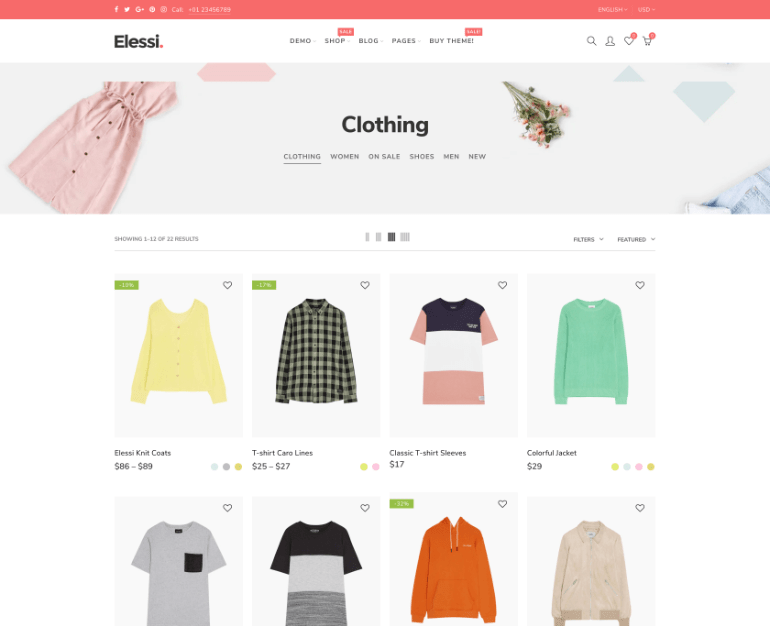 Call: +01 23456789
ENGLISH
USD
Elessi.
DEMO
SALE
SHOP
BLOG
PAGES
SALE!
BUY THEME!
0
0
Clothing
CLOTHING WOMEN ON SALE SHOES MEN NEW
SHOWING 1–12 OF 22 RESULTS
FILTERS
FEATURED
-17%
Elessi Knit Coats
$86 – $89
T-shirt Caro Lines
$25 – $27
Classic T-shirt Sleeves
$17
Colorful Jacket
$29